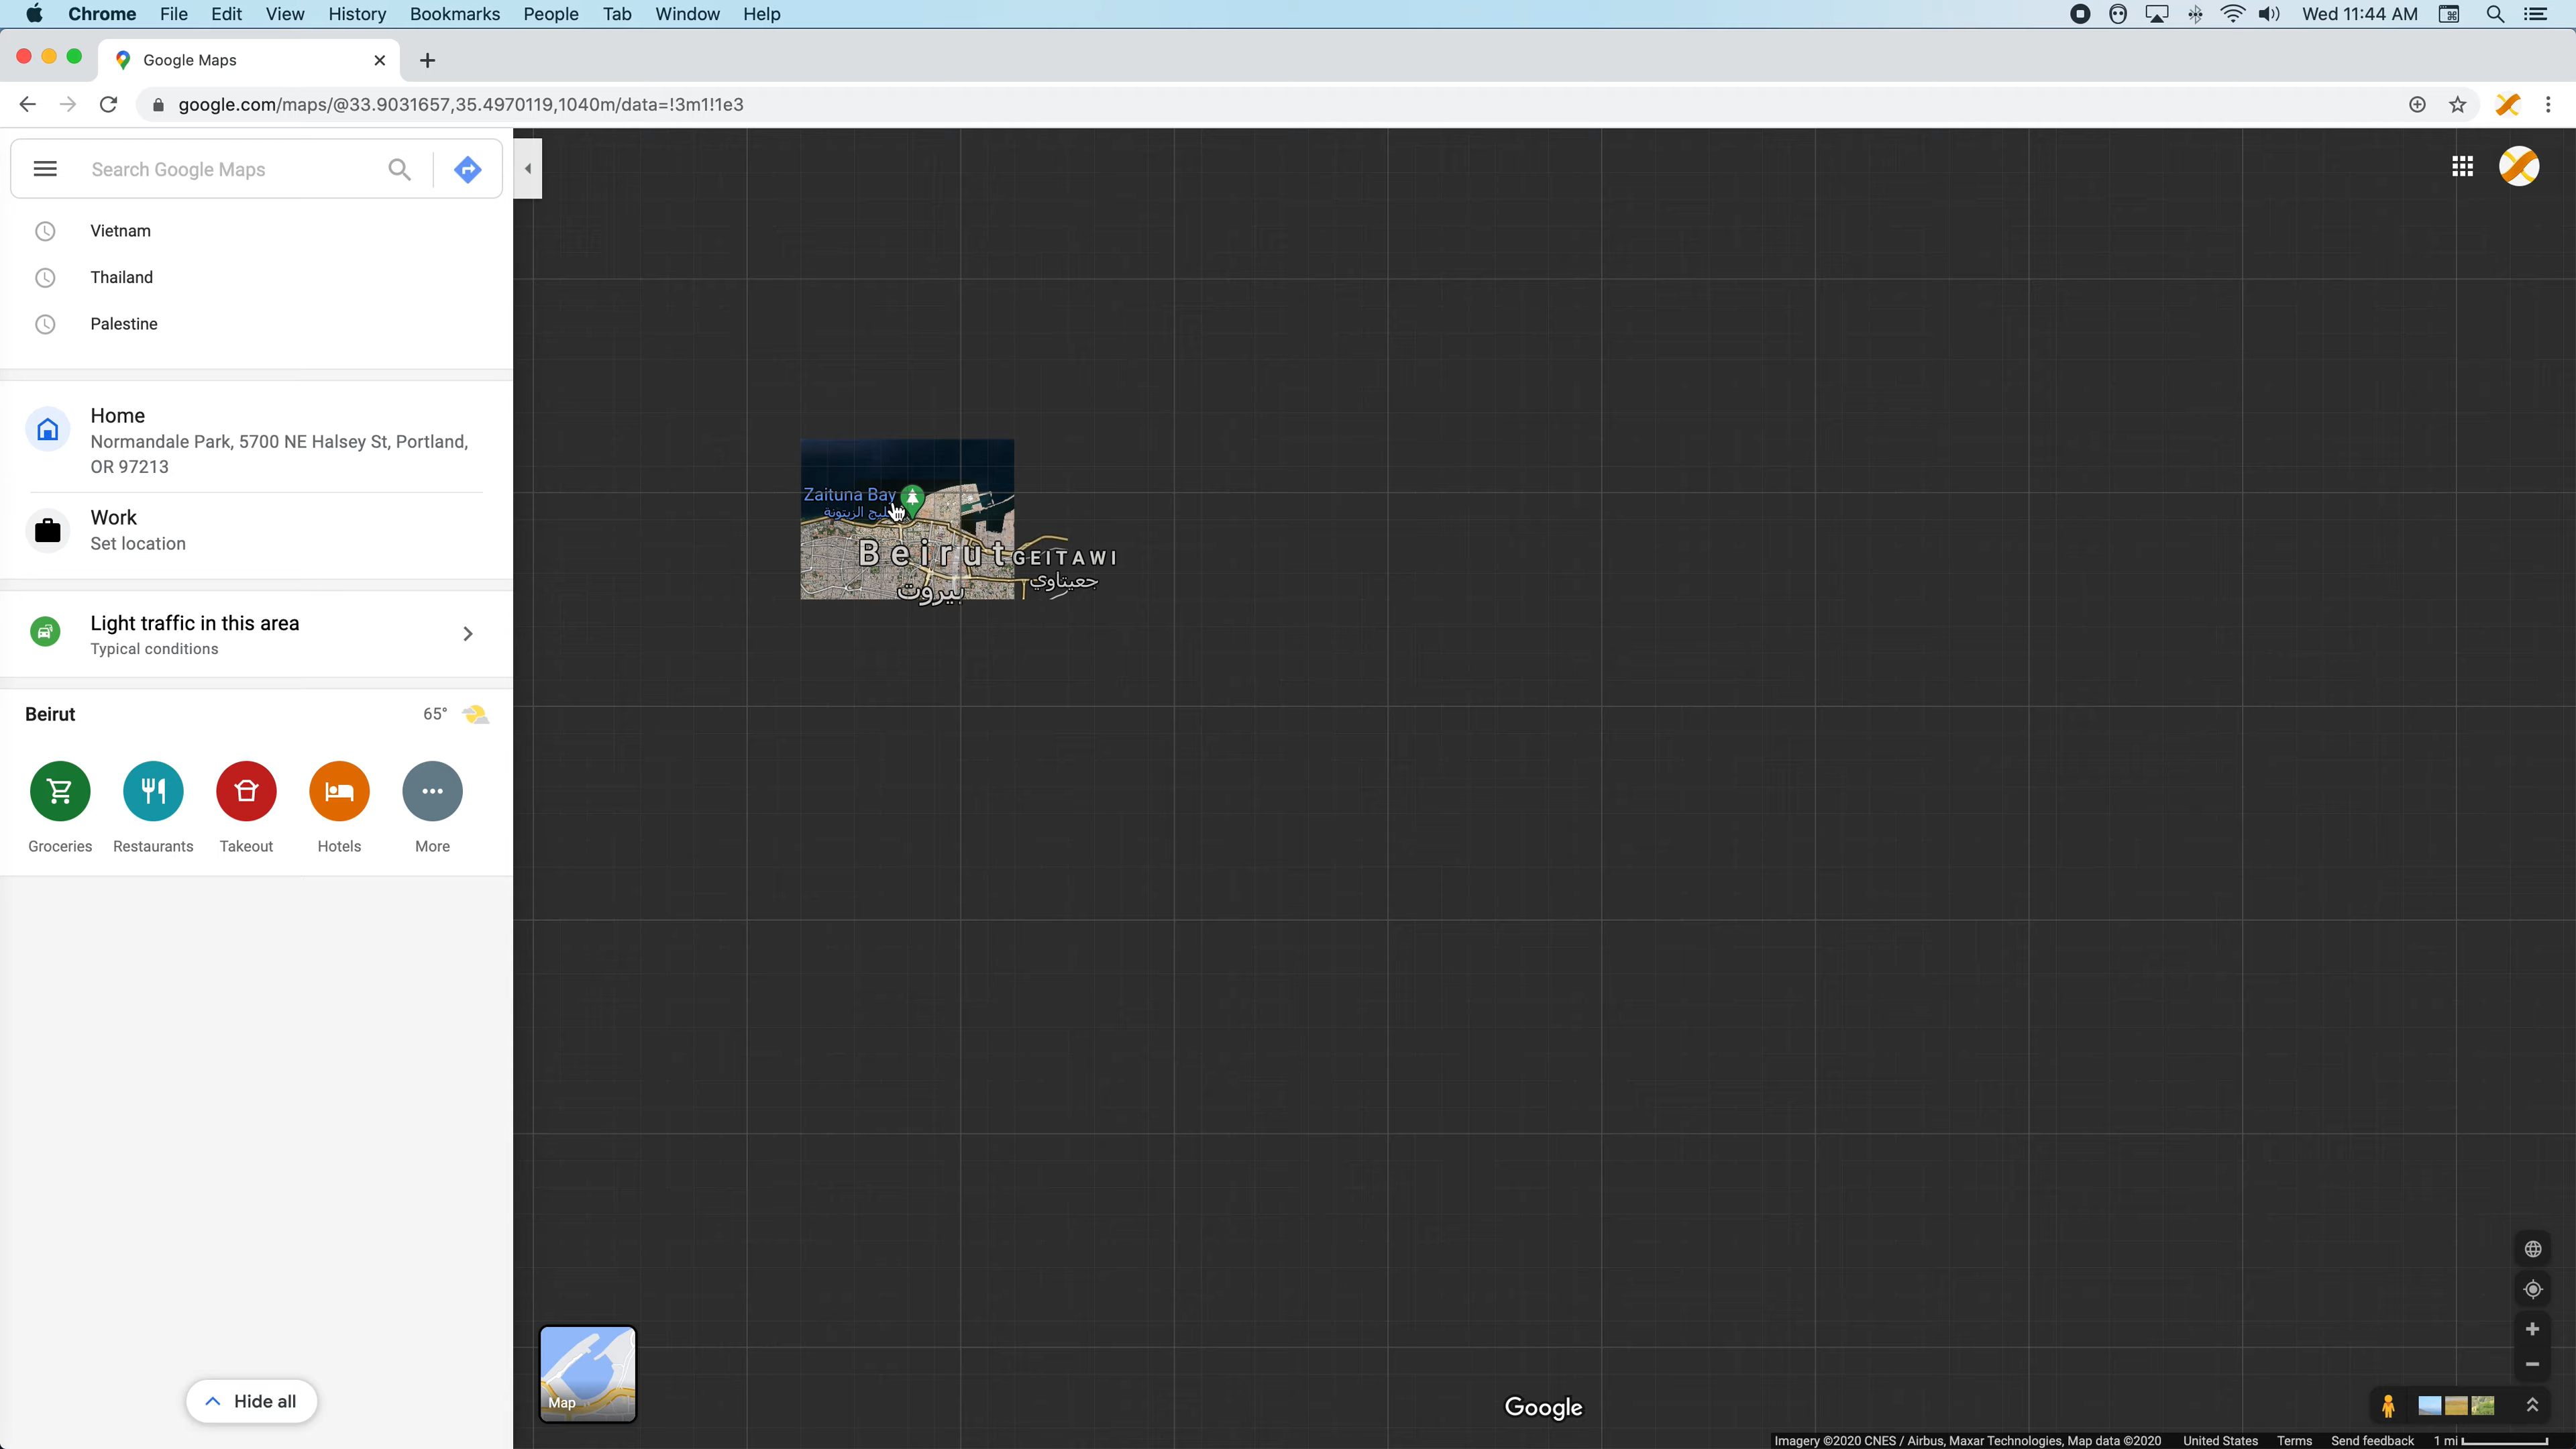 Chrome File Edit View History Bookmarks People Tab Window Help
Wed 11:44 AM
Google Maps
google.com/maps/@33.9031657,35.4970119,1040m/data=!3m1!1e3
Search Google Maps
Vietnam
Thailand
Palestine
Home
Normandale Park, 5700 NE Halsey St, Portland,
OR 97213
Work
Set location
Light traffic in this area
Typical conditions
Beirut 65°
Groceries Restaurants Takeout Hotels More
Hide all
Zaituna Bay
الزيتونة
Beirut
بيروت
GEITAWI
جعيتاوي
Map
Google
Imagery ©2020 CNES / Airbus, Maxar Technologies, Map data ©2020 United States Terms Send feedback 1 mi